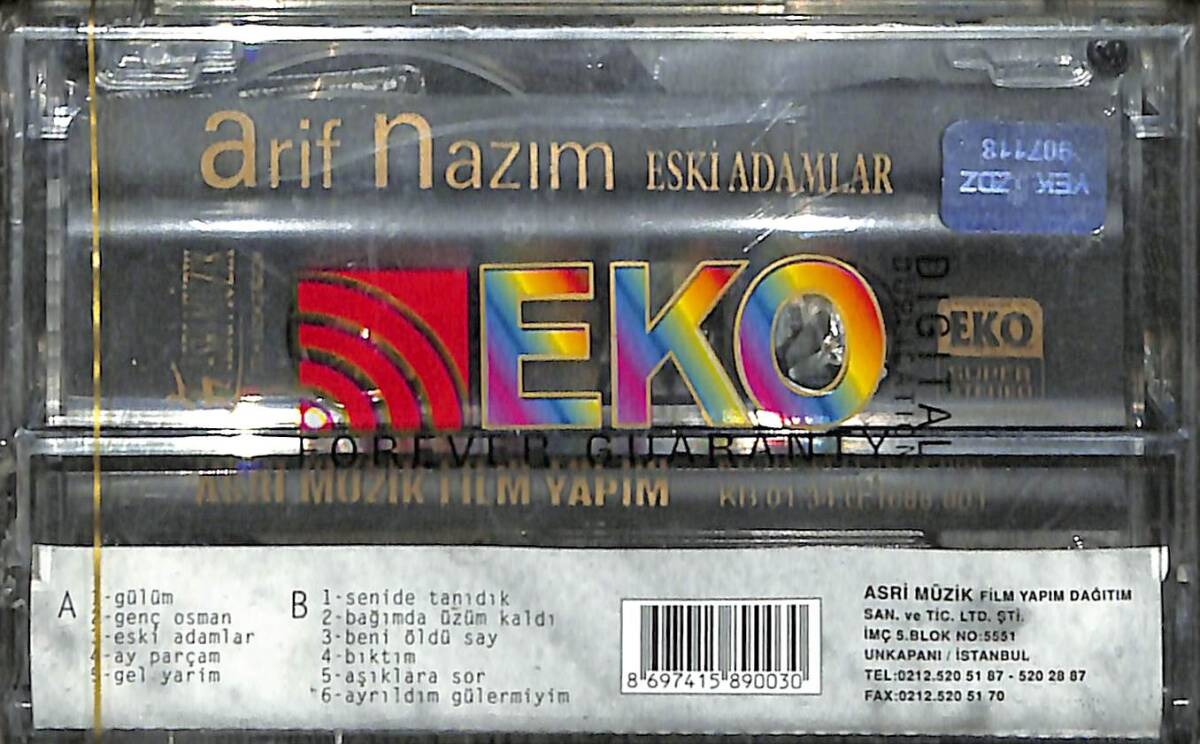 arif nazım ESKİ ADAMLAR
907118
EKO
DIGITAL
EKO
SUPER
FOREVER GUARANTY
ASRİ MÜZİK FİLM YAPIM
A
-gülüm
-genç osman
-eski adamlar
-ay parçam
-gel yarim
B
1-senide tanıdık
2-bağımda üzüm kaldı
3-beni öldü say
4-bıktım
5-aşıklara sor
6-ayrıldım gülermiyim
8 697415 890030
ASRİ MÜZİK FİLM YAPIM DAĞITIM
SAN. ve TİC. LTD. ŞTİ.
İMÇ 5.BLOK NO:5551
UNKAPANI / İSTANBUL
TEL:0212.520 51 87 - 520 28 87
FAX:0212.520 51 70